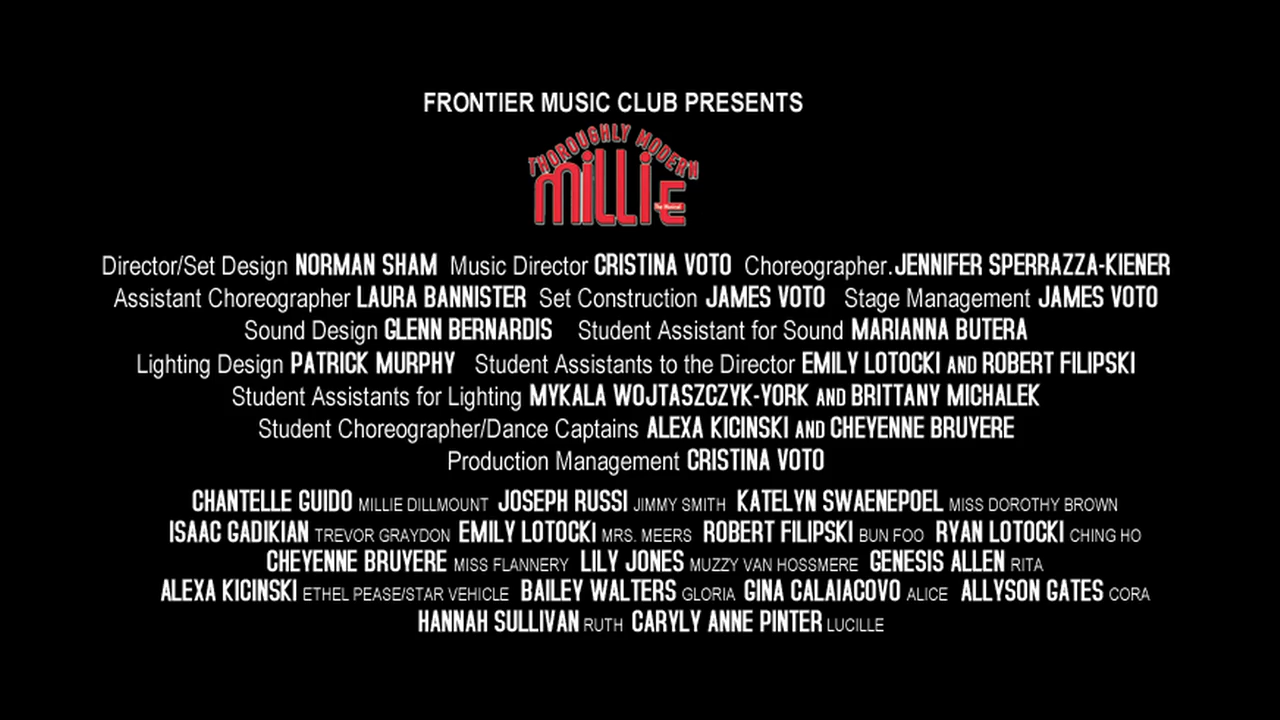 FRONTIER MUSIC CLUB PRESENTS
THOROUGHLY MODERN
MILLIE
The Musical
Director/Set Design NORMAN SHAM Music Director CRISTINA VOTO Choreographer.JENNIFER SPERRAZZA-KIENER
Assistant Choreographer LAURA BANNISTER Set Construction JAMES VOTO Stage Management JAMES VOTO
Sound Design GLENN BERNARDIS Student Assistant for Sound MARIANNA BUTERA
Lighting Design PATRICK MURPHY Student Assistants to the Director EMILY LOTOCKI AND ROBERT FILIPSKI
Student Assistants for Lighting MYKALA WOJTASZCZYK-YORK AND BRITTANY MICHALEK
Student Choreographer/Dance Captains ALEXA KICINSKI AND CHEYENNE BRUYERE
Production Management CRISTINA VOTO
CHANTELLE GUIDO MILLIE DILLMOUNT JOSEPH RUSSI JIMMY SMITH KATELYN SWAENEPOEL MISS DOROTHY BROWN
ISAAC GADIKIAN TREVOR GRAYDON EMILY LOTOCKI MRS. MEERS ROBERT FILIPSKI BUN FOO RYAN LOTOCKI CHING HO
CHEYENNE BRUYERE MISS FLANNERY LILY JONES MUZZY VAN HOSSMERE GENESIS ALLEN RITA
ALEXA KICINSKI ETHEL PEASE/STAR VEHICLE BAILEY WALTERS GLORIA GINA CALAIACOVO ALICE ALLYSON GATES CORA
HANNAH SULLIVAN RUTH CARYLY ANNE PINTER LUCILLE